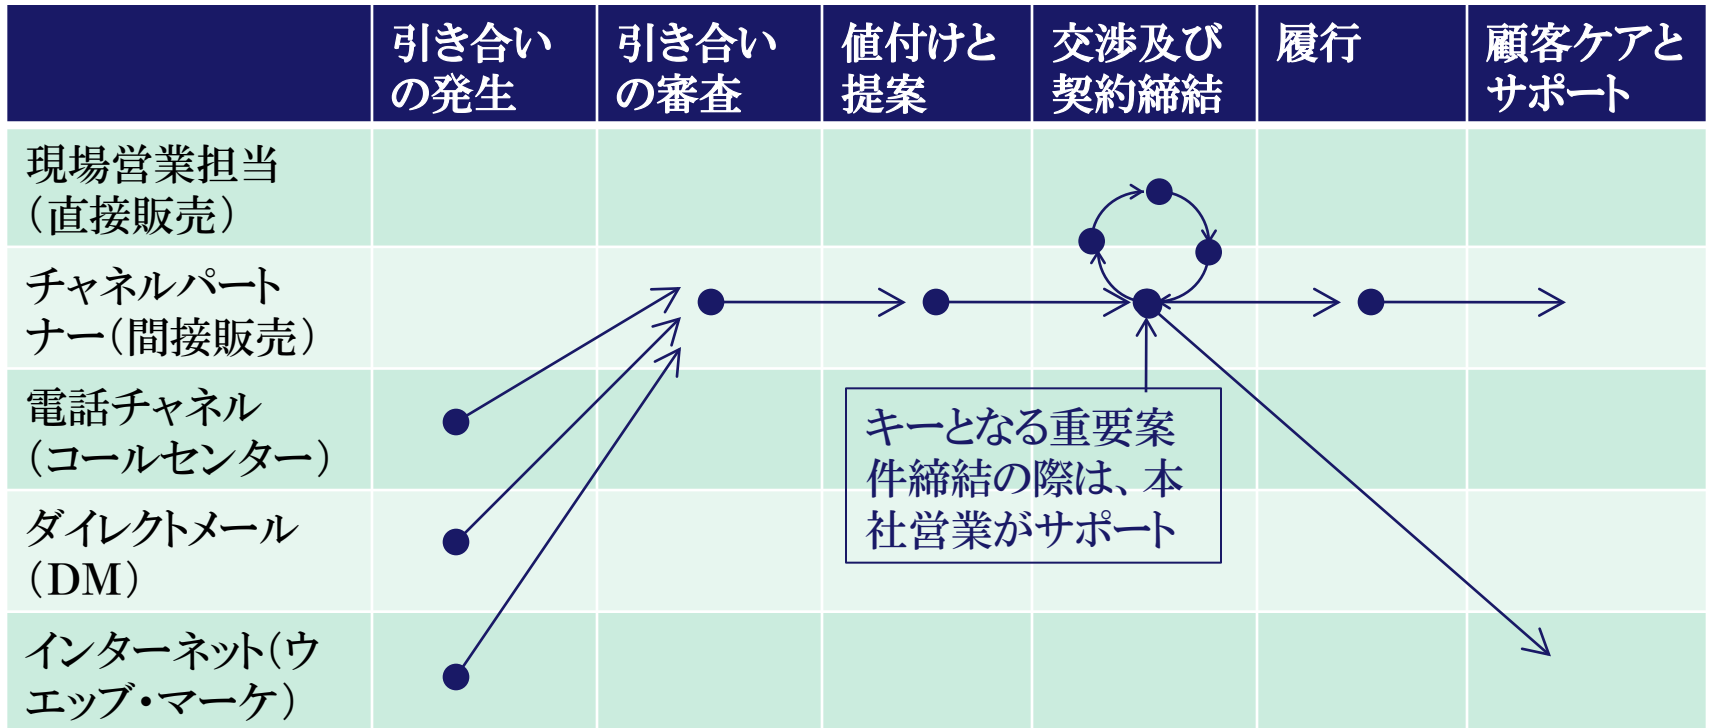 引き合い
の発生
引き合い
の審査
値付けと
提案
交渉及び
契約締結
履行
顧客ケアと
サポート
現場営業担当
（直接販売）
チャネルパート
ナー（間接販売）
電話チャネル
（コールセンター）
キーとなる重要案
件締結の際は、本
社営業がサポート
ダイレクトメール
（DM）
インターネット（ウ
エッブ・マーケ）